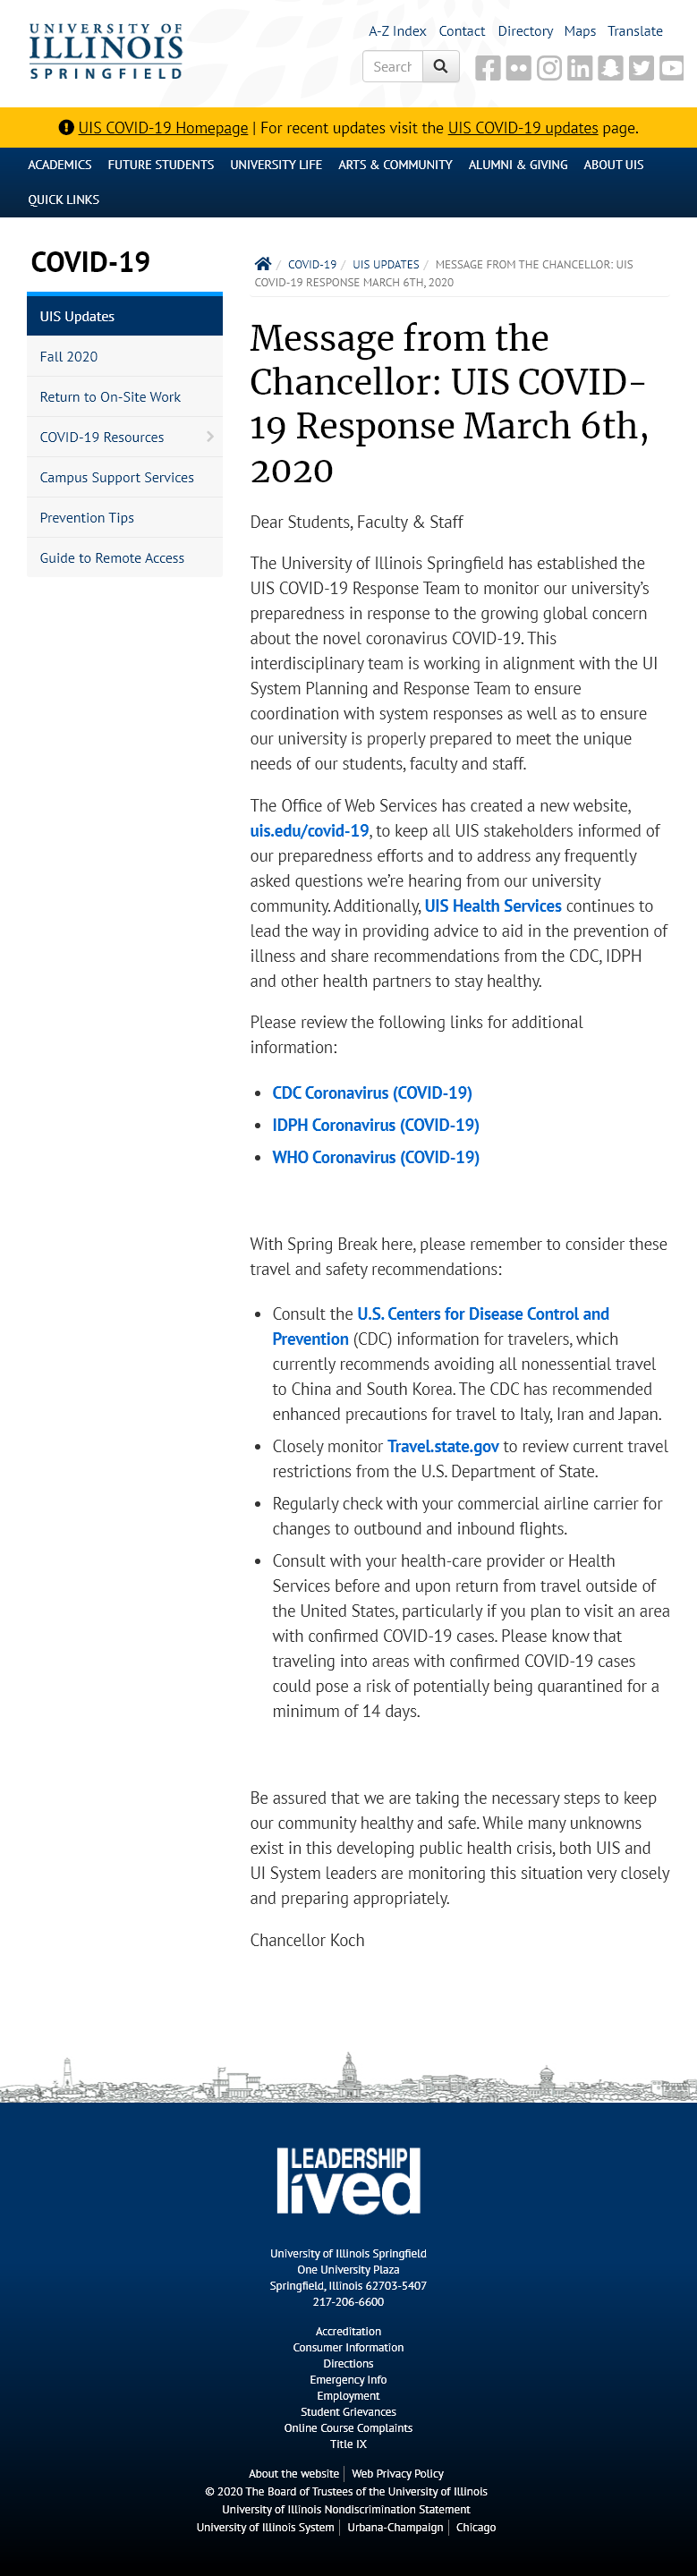 UNIVERSITY OF
ILLINOIS
SPRINGFIELD
A-Z Index Contact Directory Maps Translate
Search
UIS COVID-19 Homepage | For recent updates visit the UIS COVID-19 updates page.
ACADEMICS FUTURE STUDENTS UNIVERSITY LIFE ARTS & COMMUNITY ALUMNI & GIVING ABOUT UIS
QUICK LINKS
COVID-19
UIS Updates
Fall 2020
Return to On-Site Work
COVID-19 Resources
Campus Support Services
Prevention Tips
Guide to Remote Access
/ COVID-19 / UIS UPDATES / MESSAGE FROM THE CHANCELLOR: UIS
COVID-19 RESPONSE MARCH 6TH, 2020
Message from the
Chancellor: UIS COVID-
19 Response March 6th,
2020
Dear Students, Faculty & Staff
The University of Illinois Springfield has established the
UIS COVID-19 Response Team to monitor our university’s
preparedness in response to the growing global concern
about the novel coronavirus COVID-19. This
interdisciplinary team is working in alignment with the UI
System Planning and Response Team to ensure
coordination with system responses as well as to ensure
our university is properly prepared to meet the unique
needs of our students, faculty and staff.
The Office of Web Services has created a new website,
uis.edu/covid-19, to keep all UIS stakeholders informed of
our preparedness efforts and to address any frequently
asked questions we’re hearing from our university
community. Additionally, UIS Health Services continues to
lead the way in providing advice to aid in the prevention of
illness and share recommendations from the CDC, IDPH
and other health partners to stay healthy.
Please review the following links for additional
information:
• CDC Coronavirus (COVID-19)
• IDPH Coronavirus (COVID-19)
• WHO Coronavirus (COVID-19)
With Spring Break here, please remember to consider these
travel and safety recommendations:
• Consult the U.S. Centers for Disease Control and
Prevention (CDC) information for travelers, which
currently recommends avoiding all nonessential travel
to China and South Korea. The CDC has recommended
enhanced precautions for travel to Italy, Iran and Japan.
• Closely monitor Travel.state.gov to review current travel
restrictions from the U.S. Department of State.
• Regularly check with your commercial airline carrier for
changes to outbound and inbound flights.
• Consult with your health-care provider or Health
Services before and upon return from travel outside of
the United States, particularly if you plan to visit an area
with confirmed COVID-19 cases. Please know that
traveling into areas with confirmed COVID-19 cases
could pose a risk of potentially being quarantined for a
minimum of 14 days.
Be assured that we are taking the necessary steps to keep
our community healthy and safe. While many unknowns
exist in this developing public health crisis, both UIS and
UI System leaders are monitoring this situation very closely
and preparing appropriately.
Chancellor Koch
LEADERSHIP
lived
University of Illinois Springfield
One University Plaza
Springfield, Illinois 62703-5407
217-206-6600
Accreditation
Consumer Information
Directions
Emergency Info
Employment
Student Grievances
Online Course Complaints
Title IX
About the website | Web Privacy Policy
© 2020 The Board of Trustees of the University of Illinois
University of Illinois Nondiscrimination Statement
University of Illinois System | Urbana-Champaign | Chicago